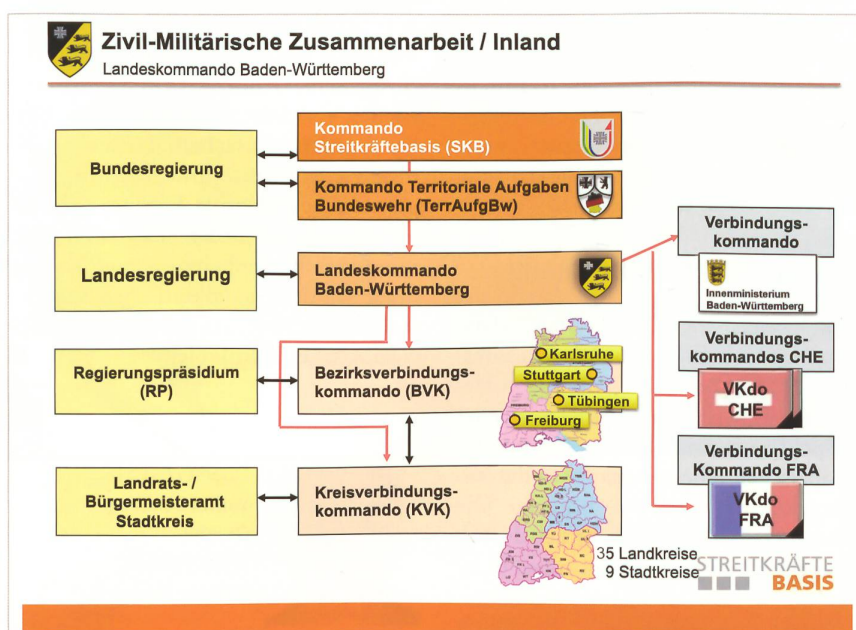 Zivil-Militärische Zusammenarbeit / Inland
Landeskommando Baden-Württemberg
Bundesregierung
Kommando
Streitkräftebasis (SKB)
Kommando Territoriale Aufgaben
Bundeswehr (TerrAufgBw)
Landesregierung
Landeskommando
Baden-Württemberg
Verbindungs-
kommando
Innenministerium
Baden-Württemberg
Regierungspräsidium
(RP)
Bezirksverbindungs-
kommando (BVK)
Karlsruhe
Stuttgart
Tübingen
Freiburg
Verbindungs-
kommandos CHE
VKdo
CHE
Landrats- /
Bürgermeisteramt
Stadtkreis
Kreisverbindungs-
kommando (KVK)
35 Landkreise
9 Stadtkreise
Verbindungs-
Kommando FRA
VKdo
FRA
STREITKRÄFTE
BASIS